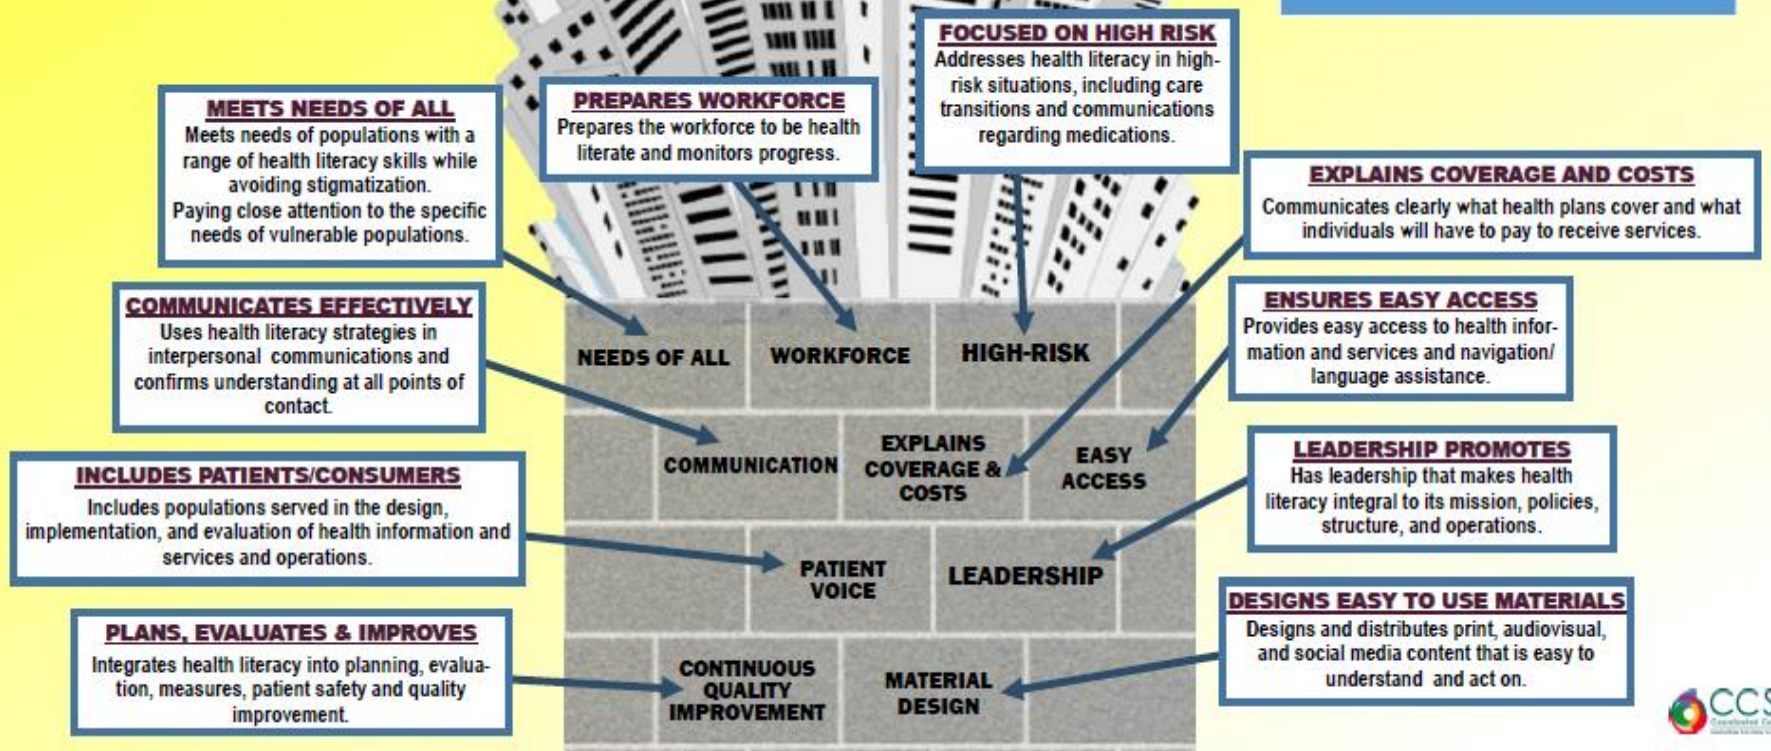 FOCUSED ON HIGH RISK
Addresses health literacy in high-
risk situations, including care
transitions and communications
regarding medications.
MEETS NEEDS OF ALL
Meets needs of populations with a
range of health literacy skills while
avoiding stigmatization.
Paying close attention to the specific
needs of vulnerable populations.
PREPARES WORKFORCE
Prepares the workforce to be health
literate and monitors progress.
EXPLAINS COVERAGE AND COSTS
Communicates clearly what health plans cover and what
individuals will have to pay to receive services.
COMMUNICATES EFFECTIVELY
Uses health literacy strategies in
interpersonal communications and
confirms understanding at all points of
contact.
ENSURES EASY ACCESS
Provides easy access to health infor-
mation and services and navigation/
language assistance.
NEEDS OF ALL
WORKFORCE
HIGH-RISK
COMMUNICATION
EXPLAINS
COVERAGE &
COSTS
EASY
ACCESS
INCLUDES PATIENTS/CONSUMERS
Includes populations served in the design,
implementation, and evaluation of health information and
services and operations.
LEADERSHIP PROMOTES
Has leadership that makes health
literacy integral to its mission, policies,
structure, and operations.
PATIENT
VOICE
LEADERSHIP
PLANS, EVALUATES & IMPROVES
Integrates health literacy into planning, evalua-
tion, measures, patient safety and quality
improvement.
DESIGNS EASY TO USE MATERIALS
Designs and distributes print, audiovisual,
and social media content that is easy to
understand and act on.
CONTINUOUS
QUALITY
IMPROVEMENT
MATERIAL
DESIGN
CCS